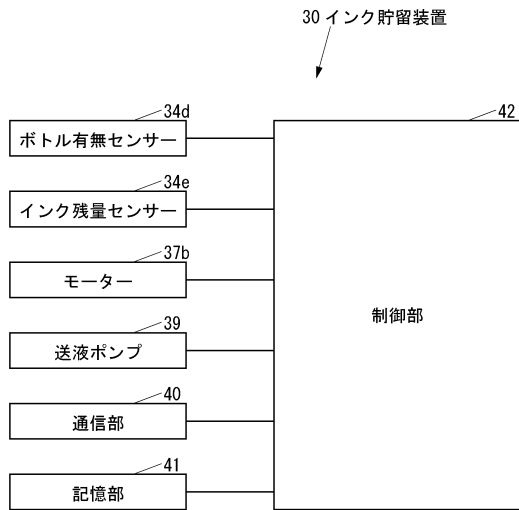 30 インク貯留装置
34d
ボトル有無センサー
42
34e
インク残量センサー
37b
モーター
制御部
39
送液ポンプ
40
通信部
41
記憶部